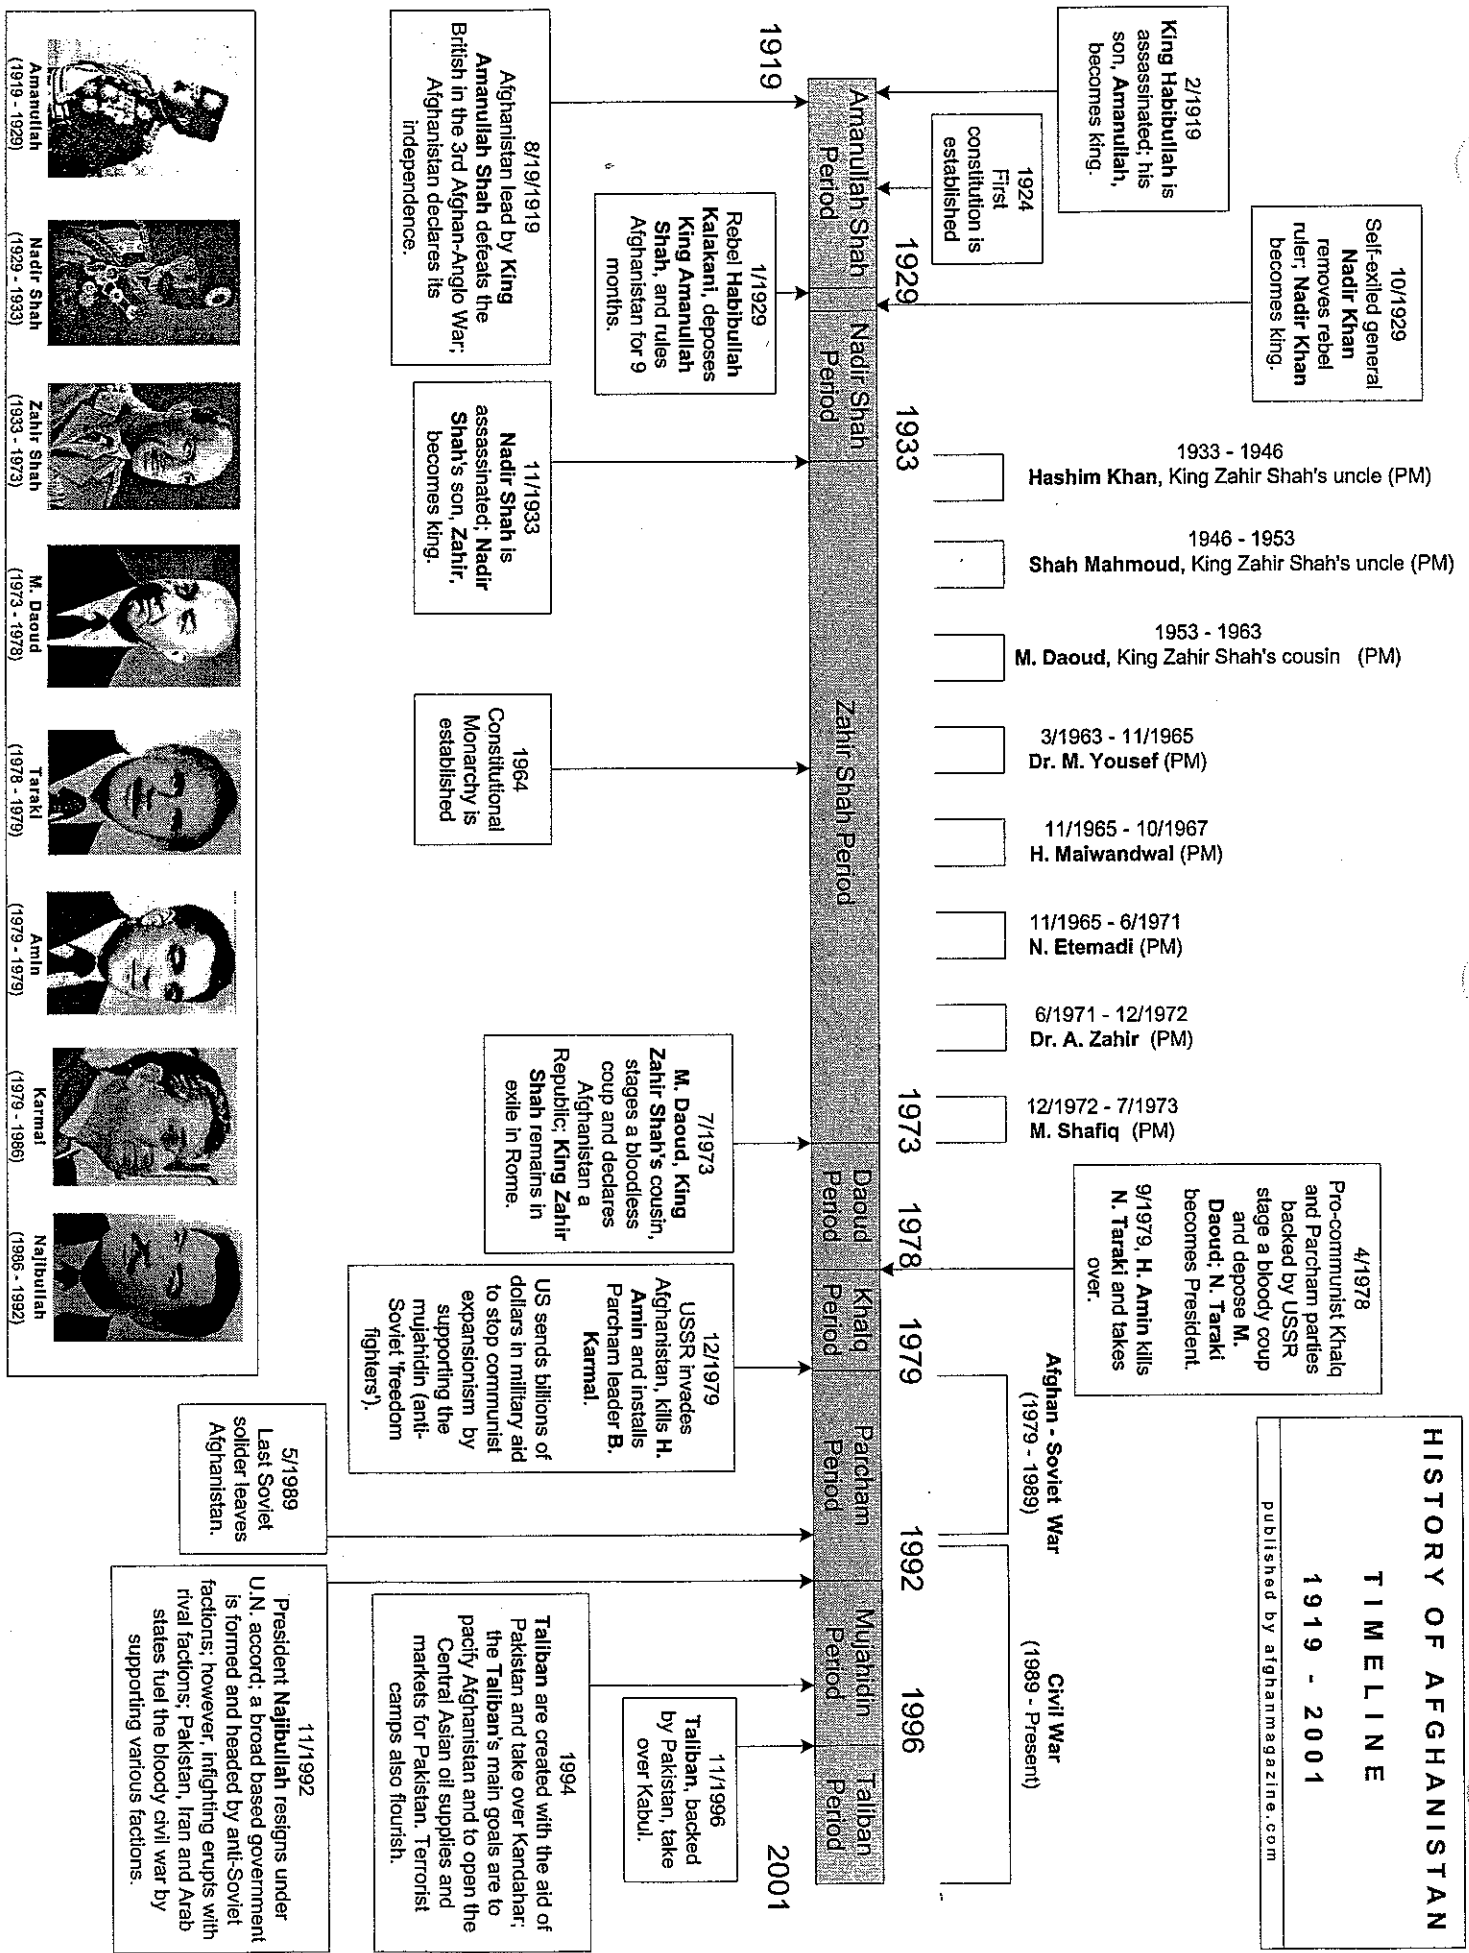 HISTORY OF AFGHANISTAN
TIMELINE
1919 - 2001
published by afghanmagazine.com
2/1919
King Habibullah is
assassinated; his
son, Amanullah,
becomes king.
1924
First
constitution is
established
10/1929
Self-exiled general
Nadir Khan
removes rebel
ruler; Nadir Khan
becomes king.
1933 - 1946
Hashim Khan, King Zahir Shah's uncle (PM)
1946 - 1953
Shah Mahmoud, King Zahir Shah's uncle (PM)
1953 - 1963
M. Daoud, King Zahir Shah's cousin (PM)
3/1963 - 11/1965
Dr. M. Yousef (PM)
11/1965 - 10/1967
H. Maiwandwal (PM)
11/1965 - 6/1971
N. Etemadi (PM)
6/1971 - 12/1972
Dr. A. Zahir (PM)
12/1972 - 7/1973
M. Shafiq (PM)
4/1978
Pro-communist Khalq
and Parcham parties
backed by USSR
stage a bloody coup
and depose M.
Daoud; N. Taraki
becomes President.
9/1979, H. Amin kills
N. Taraki and takes
over.
Afghan - Soviet War
(1979 - 1989)
Civil War
(1989 - Present)
1919
1929
1933
1973
1978
1979
1992
1996
2001
Amanullah Shah
Period
Nadir Shah
Period
Zahir Shah Period
Daoud
Period
Khalq
Period
Parcham
Period
Mujahidin
Period
Taliban
Period
8/19/1919
Afghanistan lead by King
Amanullah Shah defeats the
British in the 3rd Afghan-Anglo War;
Afghanistan declares its
independence.
1/1929
Rebel Habibullah
Kalakani, deposes
King Amanullah
Shah, and rules
Afghanistan for 9
months.
11/1933
Nadir Shah is
assassinated; Nadir
Shah's son, Zahir,
becomes king.
1964
Constitutional
Monarchy is
established
7/1973
M. Daoud, King
Zahir Shah's cousin,
stages a bloodless
coup and declares
Afghanistan a
Republic; King Zahir
Shah remains in
exile in Rome.
12/1979
USSR invades
Afghanistan, kills H.
Amin and installs
Parcham leader B.
Karmal.
US sends billions of
dollars in military aid
to stop communist
expansionism by
supporting the
mujahidin (anti-
Soviet 'freedom
fighters').
5/1989
Last Soviet
solider leaves
Afghanistan.
11/1992
President Najibullah resigns under
U.N. accord; a broad based government
is formed and headed by anti-Soviet
factions; however, infighting erupts with
rival factions; Pakistan, Iran and Arab
states fuel the bloody civil war by
supporting various factions.
1994
Taliban are created with the aid of
Pakistan and take over Kandahar;
the Taliban's main goals are to
pacify Afghanistan and to open the
Central Asian oil supplies and
markets for Pakistan. Terrorist
camps also flourish.
11/1996
Taliban, backed
by Pakistan, take
over Kabul.
Amanullah
(1919 - 1929)
Nadir Shah
(1929 - 1933)
Zahir Shah
(1933 - 1973)
M. Daoud
(1973 - 1978)
Taraki
(1978 - 1979)
Amin
(1979 - 1979)
Karmal
(1979 - 1986)
Najibullah
(1986 - 1992)